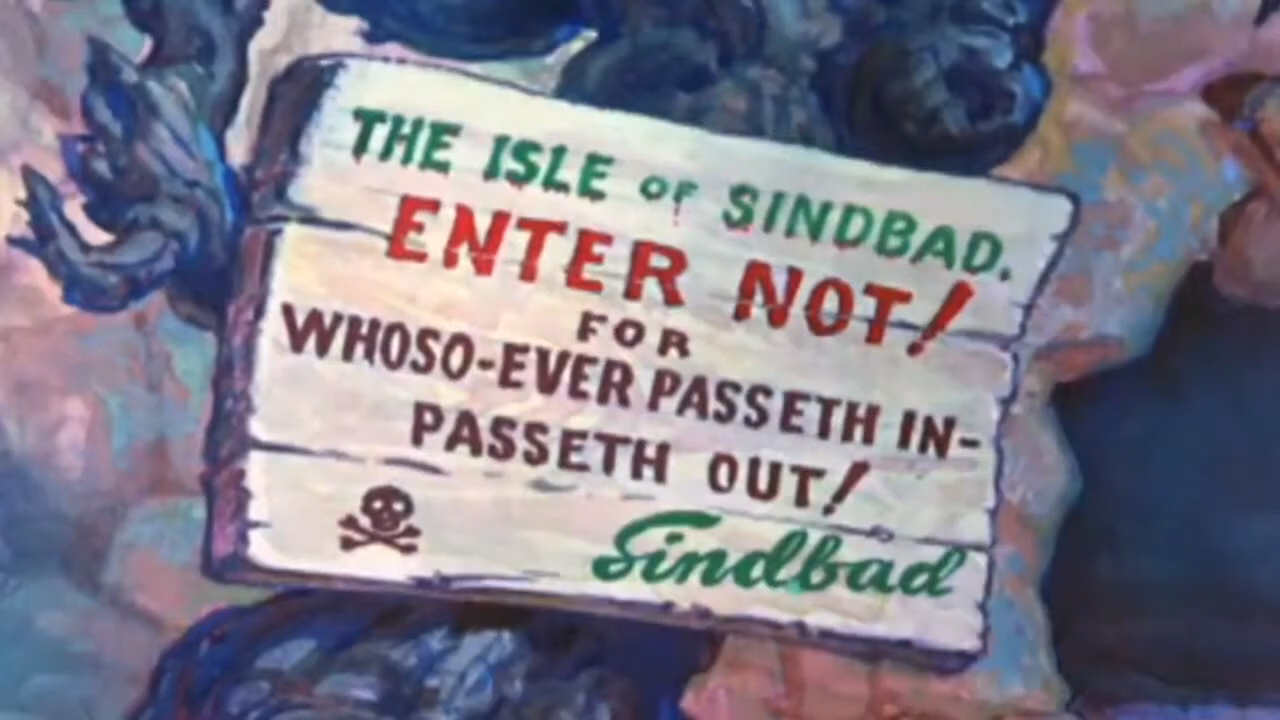 THE ISLE OF SINDBAD.
ENTER NOT!
FOR
WHOSO-EVER PASSETH IN-
PASSETH OUT!
Sindbad